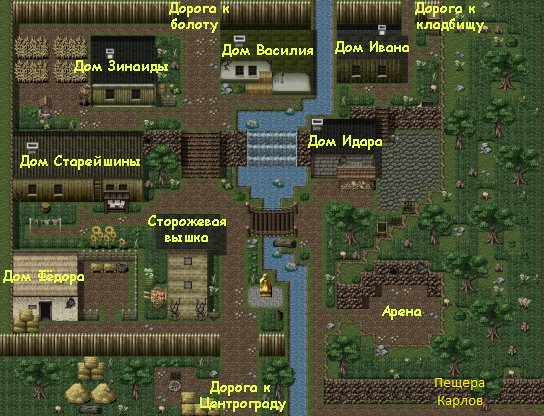 Дорога к
болоту
Дорога к
кладбищу
Дом Василия
Дом Ивана
Дом Зинаиды
Дом Идара
Дом Старейшины
Сторожевая
вышка
Дом Фёдора
Арена
Дорога к
Центрограду
Пещера
Карлов